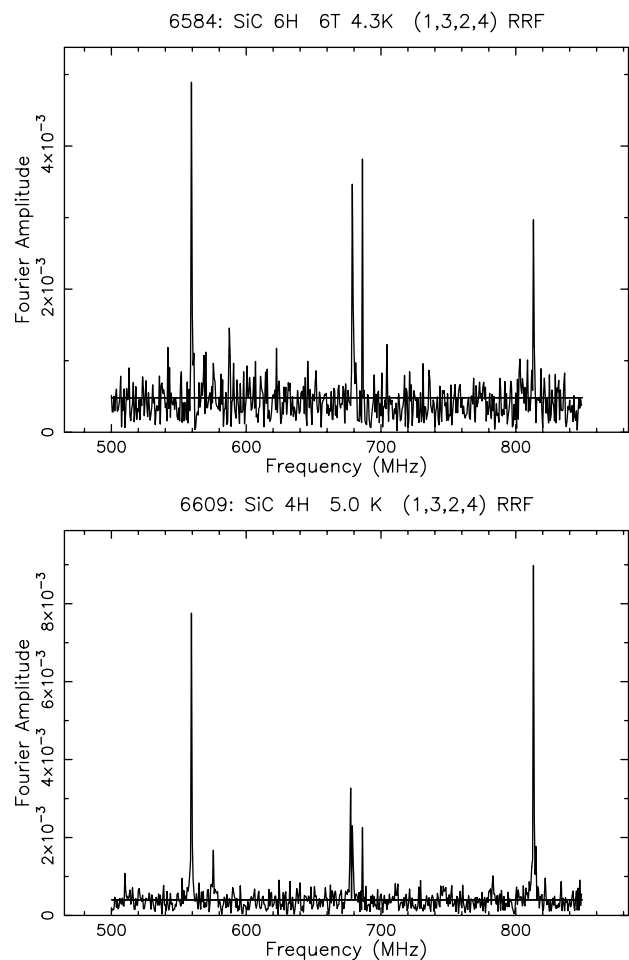 6584: SiC 6H 6T 4.3K (1,3,2,4) RRF
Fourier Amplitude
4×10⁻³
2×10⁻³
0
500 600 700 800
Frequency (MHz)
6609: SiC 4H 5.0 K (1,3,2,4) RRF
Fourier Amplitude
8×10⁻³
6×10⁻³
4×10⁻³
2×10⁻³
0
500 600 700 800
Frequency (MHz)